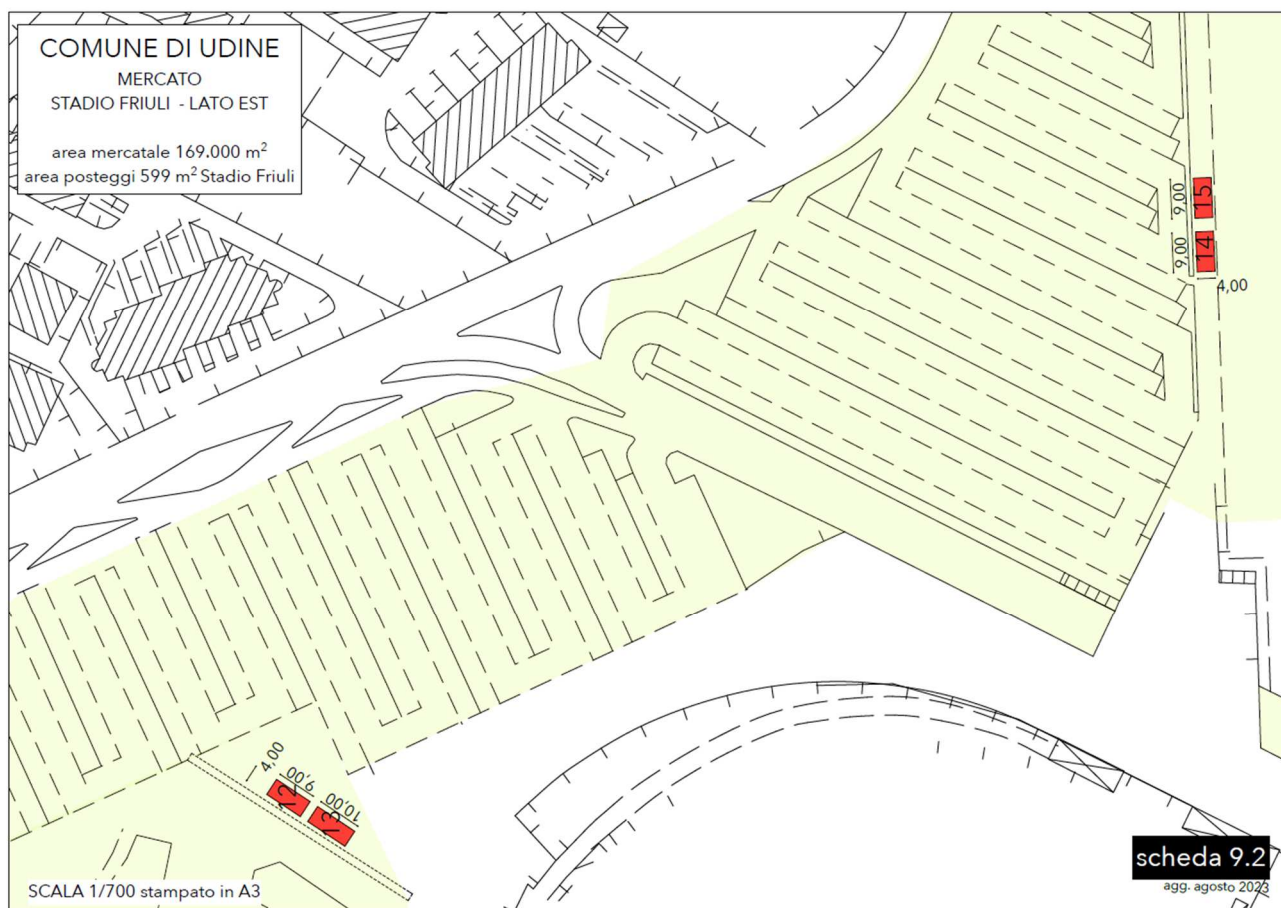 COMUNE DI UDINE
MERCATO
STADIO FRIULI - LATO EST
area mercatale 169.000 m²
area posteggi 599 m² Stadio Friuli
9,00
15
9,00
14
4,00
4,00
9,00
12
10,00
13
SCALA 1/700 stampato in A3
scheda 9.2
agg. agosto 2023